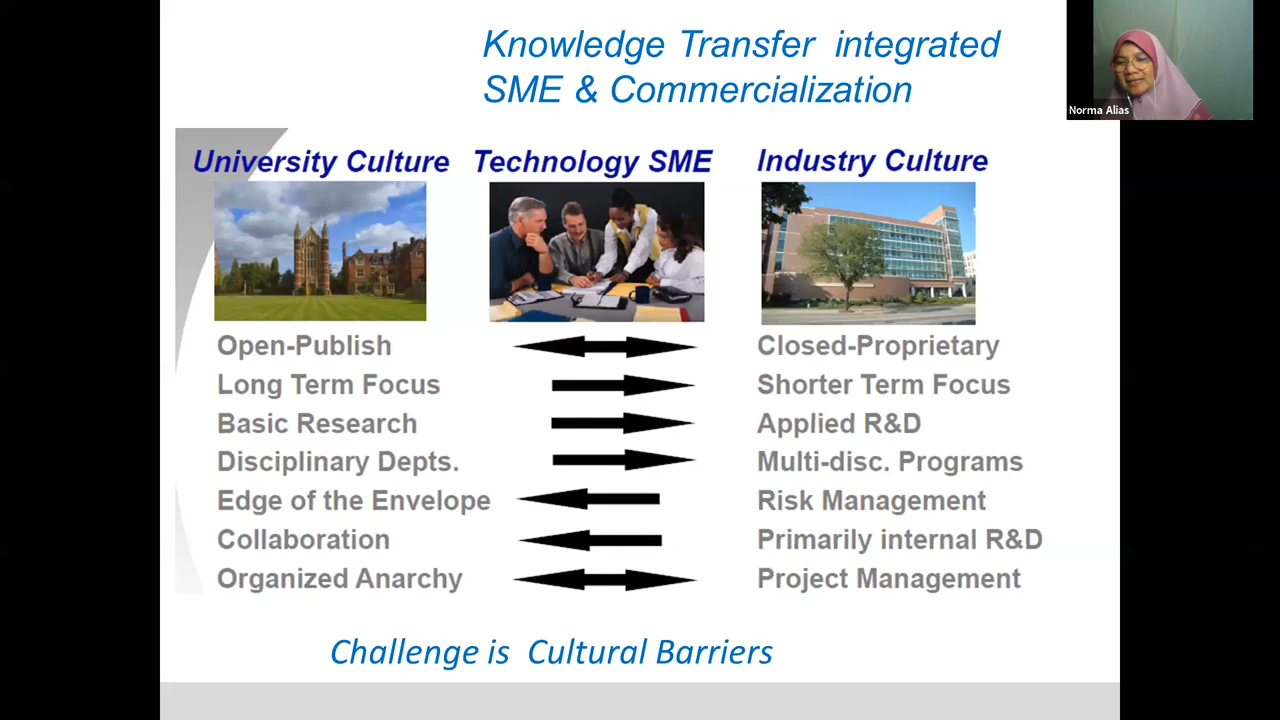 Knowledge Transfer integrated
SME & Commercialization
Norma Alias
University Culture Technology SME Industry Culture
Open-Publish Closed-Proprietary
Long Term Focus Shorter Term Focus
Basic Research Applied R&D
Disciplinary Depts. Multi-disc. Programs
Edge of the Envelope Risk Management
Collaboration Primarily internal R&D
Organized Anarchy Project Management
Challenge is Cultural Barriers